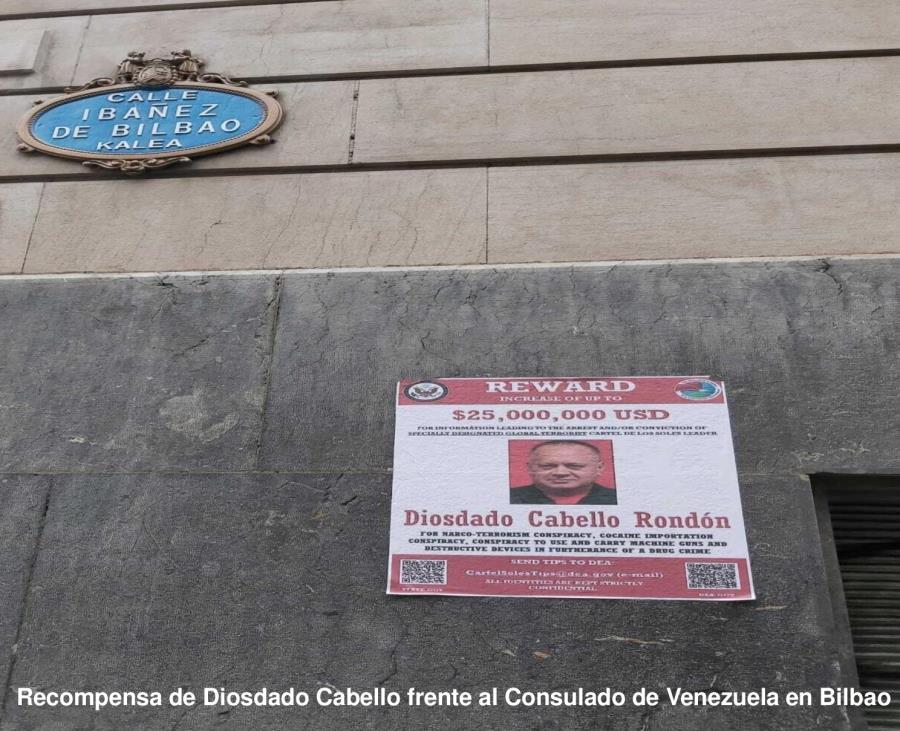 CALLE
IBAÑEZ
DE BILBAO
KALEA
REWARD
INCREASE OF UP TO
$25,000,000 USD
FOR INFORMATION LEADING TO THE ARREST AND/OR CONVICTION OF
SPECIALLY DESIGNATED GLOBAL TERRORIST CARTEL DE LOS SOLES LEADER
Diosdado Cabello Rondón
FOR NARCO-TERRORISM CONSPIRACY, COCAINE IMPORTATION
CONSPIRACY, CONSPIRACY TO USE AND CARRY MACHINE GUNS AND
DESTRUCTIVE DEVICES IN FURTHERANCE OF A DRUG CRIME
SEND TIPS TO DEA:
CartelSolesTips@dea.gov (e-mail)
ALL IDENTITIES ARE KEPT STRICTLY
CONFIDENTIAL
STATE.GOV
DEA.GOV
Recompensa de Diosdado Cabello frente al Consulado de Venezuela en Bilbao